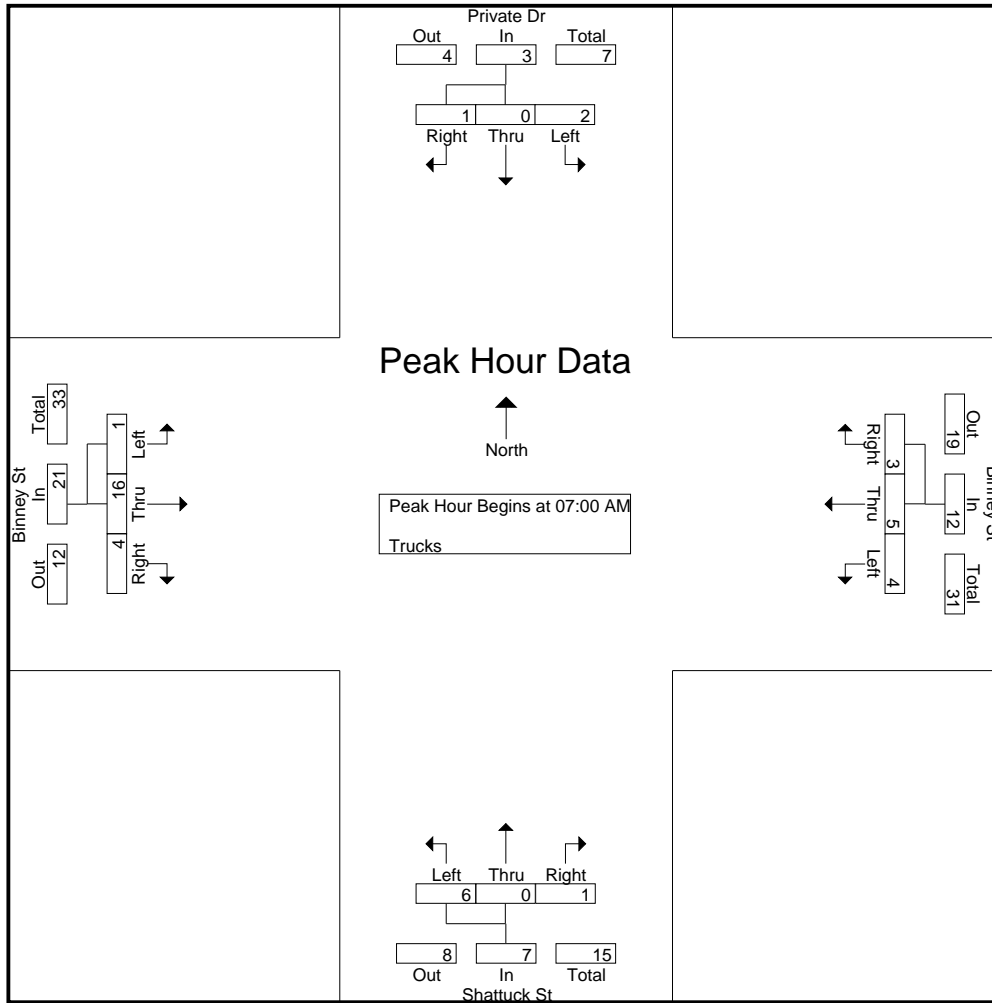 Private Dr
Out In Total
4 3 7
1 0 2
Right Thru Left
Peak Hour Data
North
Peak Hour Begins at 07:00 AM
Trucks
Binney St
Total In Out
33 21 12
1 16 4
Left Thru Right
Binney St
Out In Total
19 12 31
3 5 4
Right Thru Left
Left Thru Right
6 0 1
8 7 15
Out In Total
Shattuck St